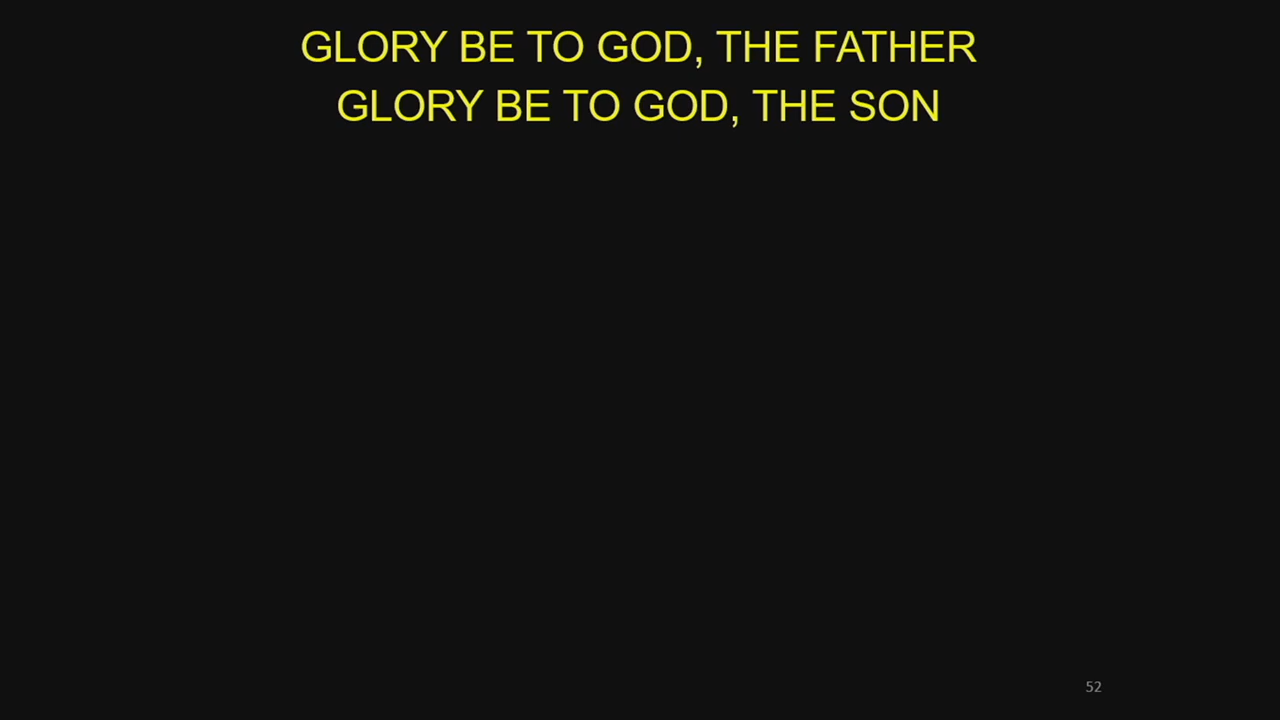 GLORY BE TO GOD, THE FATHER
GLORY BE TO GOD, THE SON
52